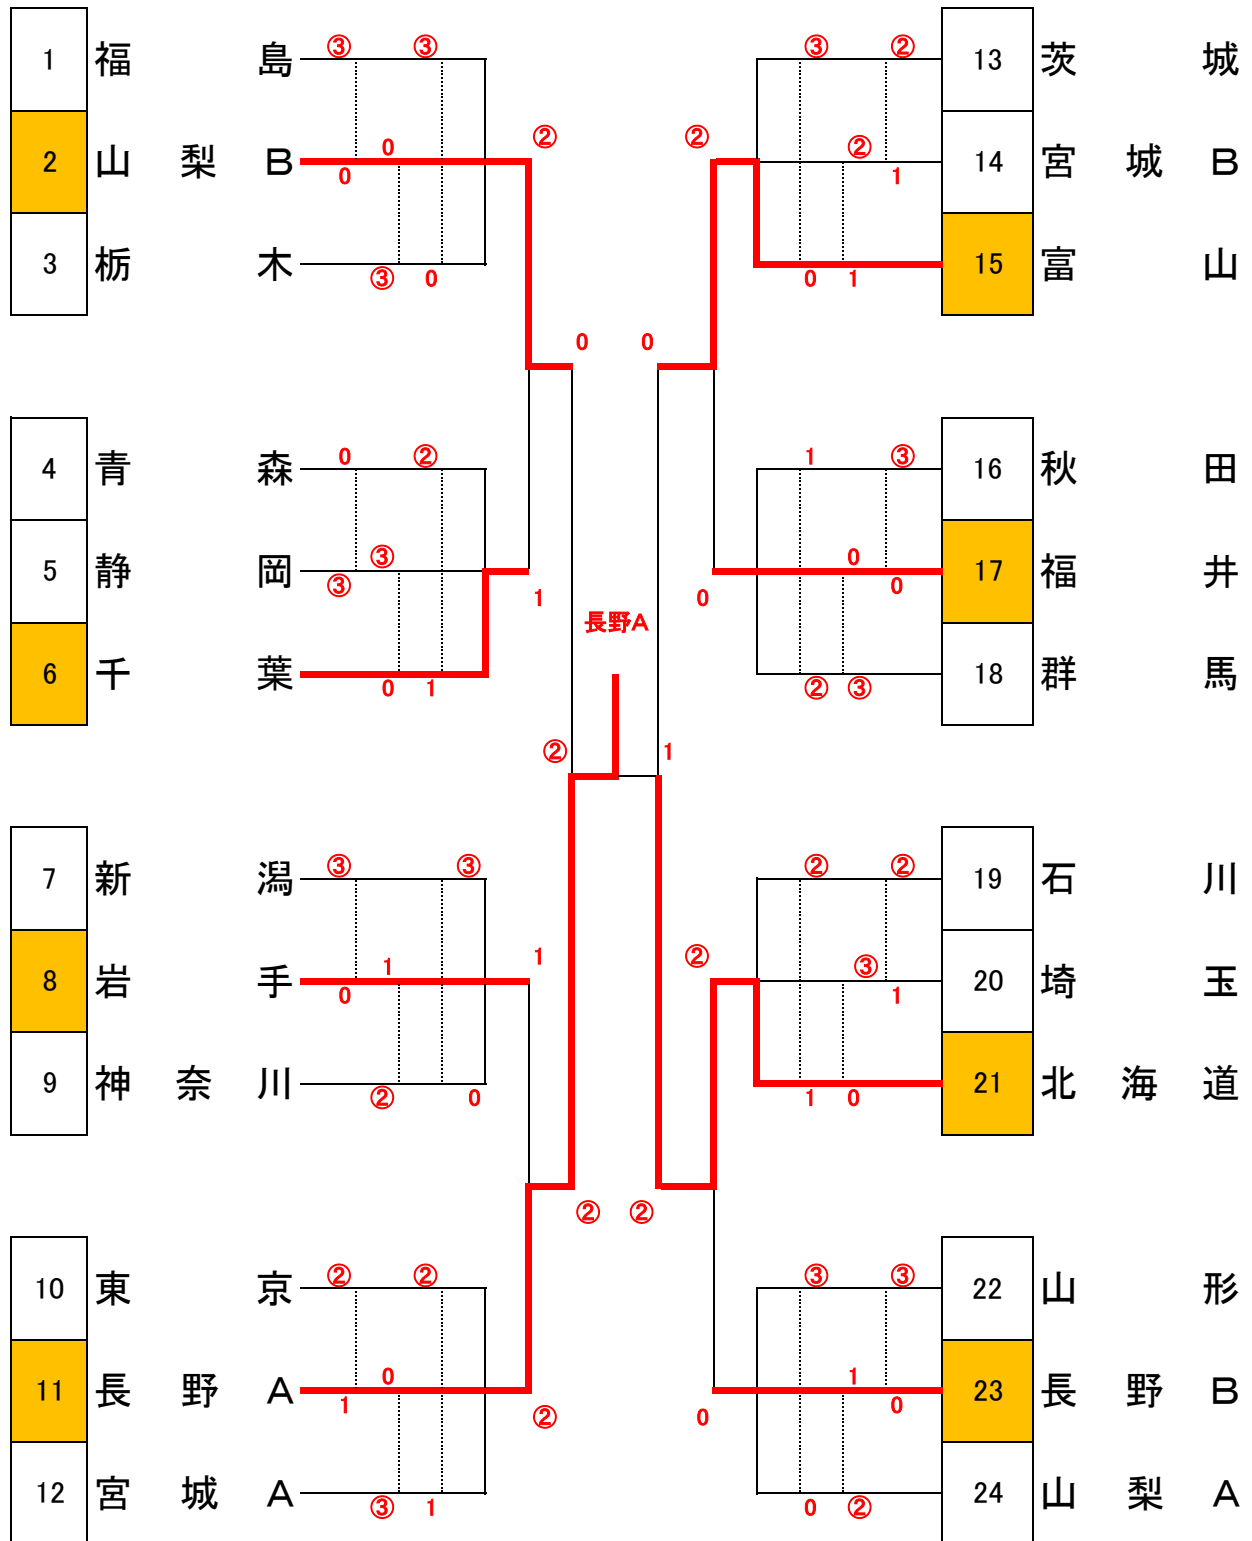 1 福島 ③ ③
2 山梨B 0 0 ②
3 栃木 ③ 0
0
4 青森 0 ②
5 静岡 ③ ③ 1
6 千葉 0 1
②
7 新潟 ③ ③
8 岩手 0 1 1
9 神奈川 ② 0
②
10 東京 ② ②
11 長野A 1 0 ②
12 宮城A ③ 1
長野A
③ ② 13 茨城
② ② 1 14 宮城B
0 1 15 富山
0
1 ③ 16 秋田
0 0 0 17 福井
② ③ 18 群馬
1
② ② 19 石川
② ③ 1 20 埼玉
1 0 21 北海道
②
③ ③ 22 山形
0 1 0 23 長野B
0 ② 24 山梨A